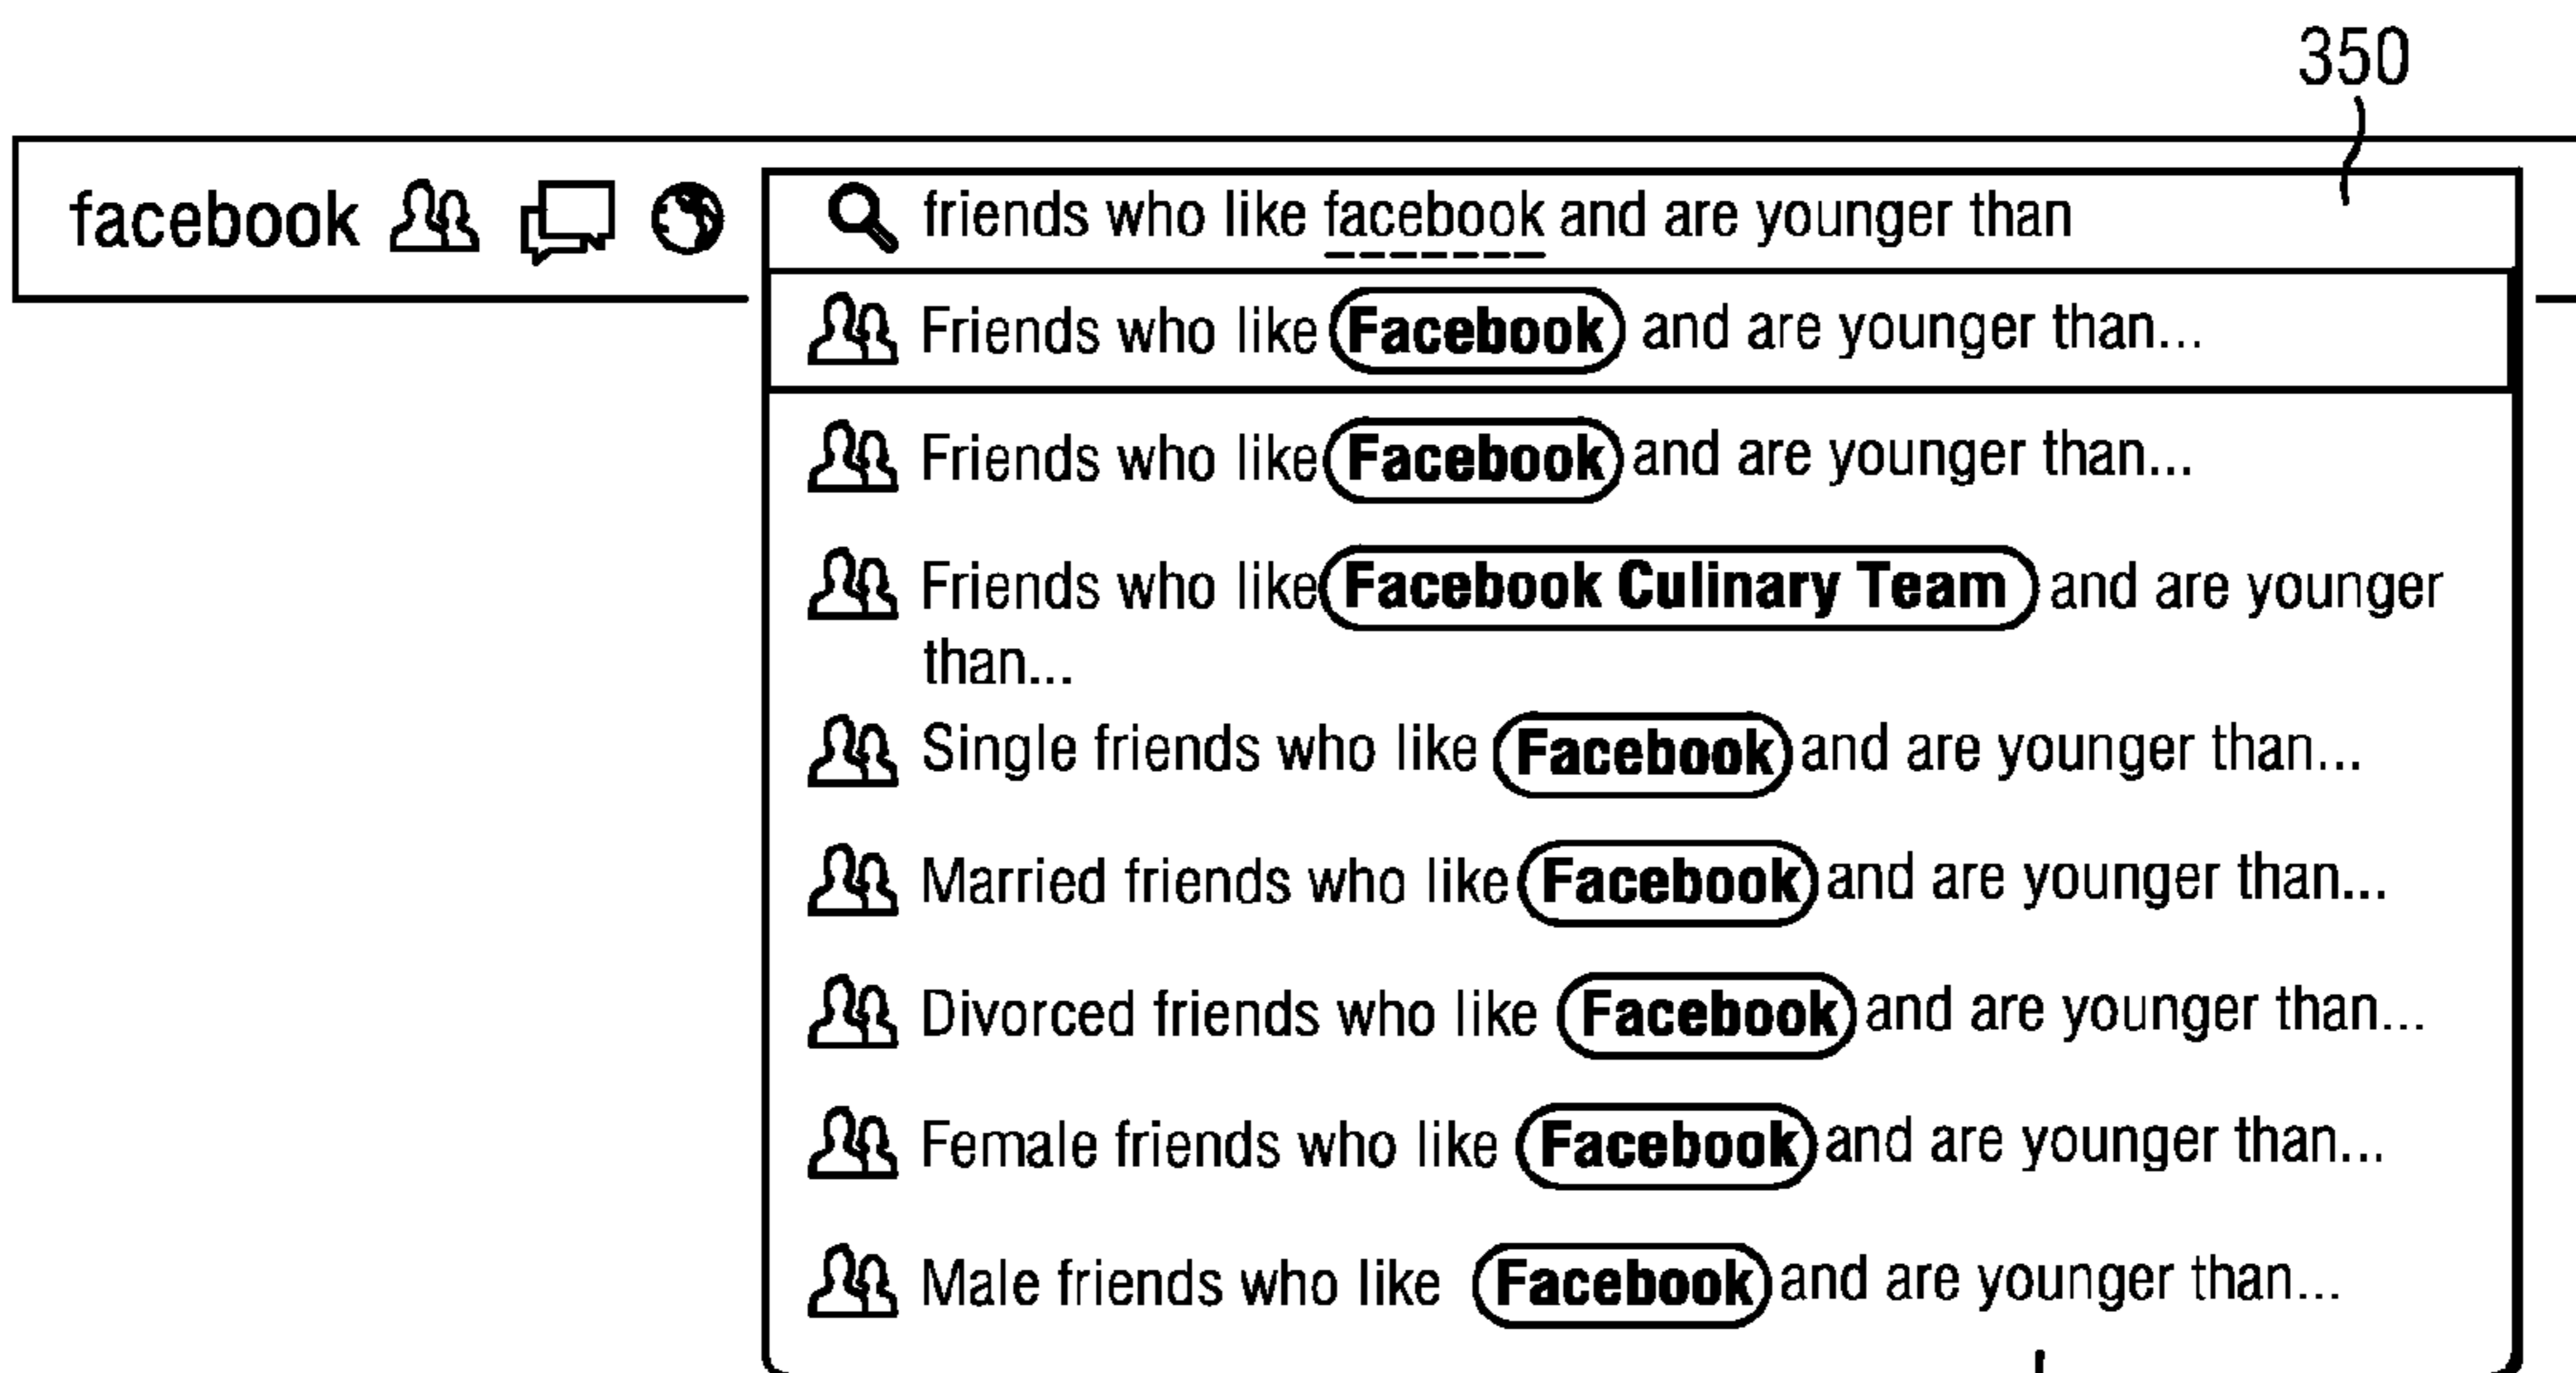 350
facebook
friends who like facebook and are younger than
Friends who like Facebook and are younger than...
Friends who like Facebook and are younger than...
Friends who like Facebook Culinary Team and are younger
than...
Single friends who like Facebook and are younger than...
Married friends who like Facebook and are younger than...
Divorced friends who like Facebook and are younger than...
Female friends who like Facebook and are younger than...
Male friends who like Facebook and are younger than...